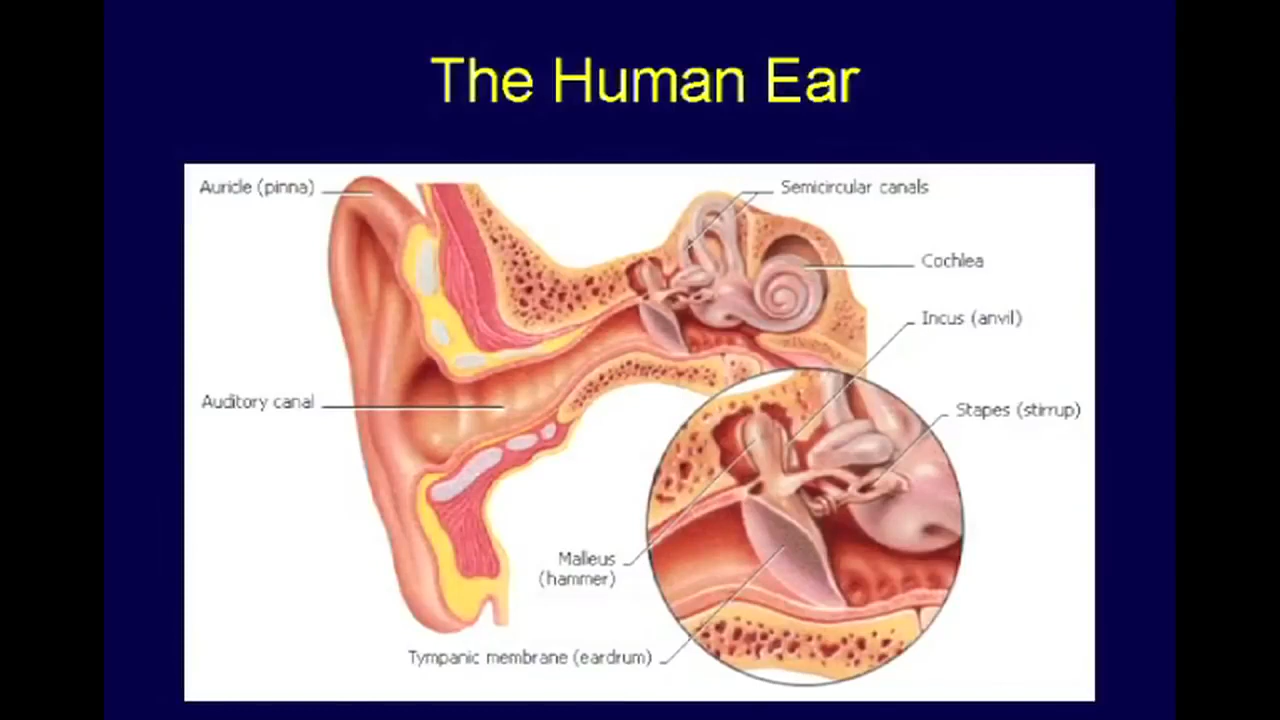 The Human Ear
Auricle (pinna)
Semicircular canals
Cochlea
Incus (anvil)
Auditory canal
Stapes (stirrup)
Malleus
(hammer)
Tympanic membrane (eardrum)